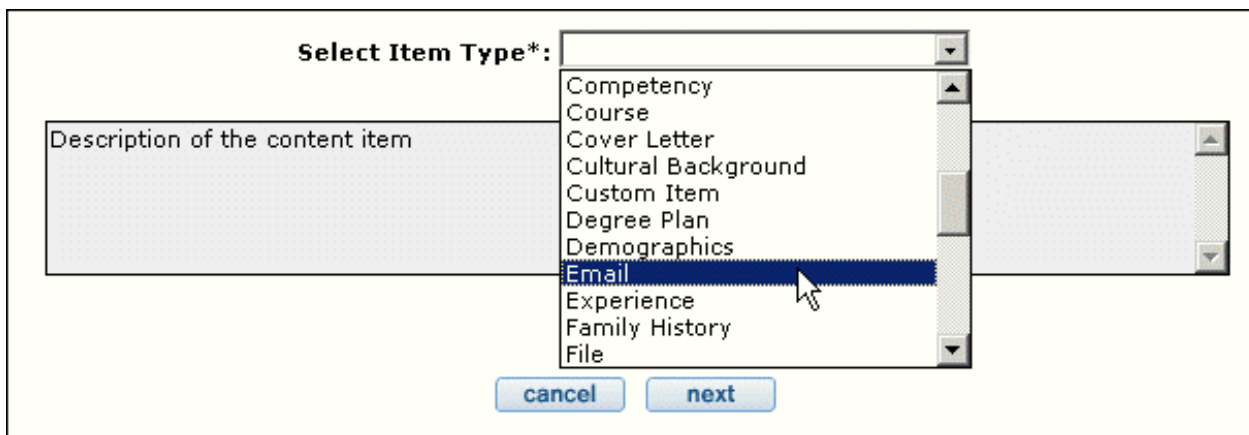 Select Item Type*:
Competency
Course
Cover Letter
Cultural Background
Custom Item
Degree Plan
Demographics
Email
Experience
Family History
File
Description of the content item
cancel
next